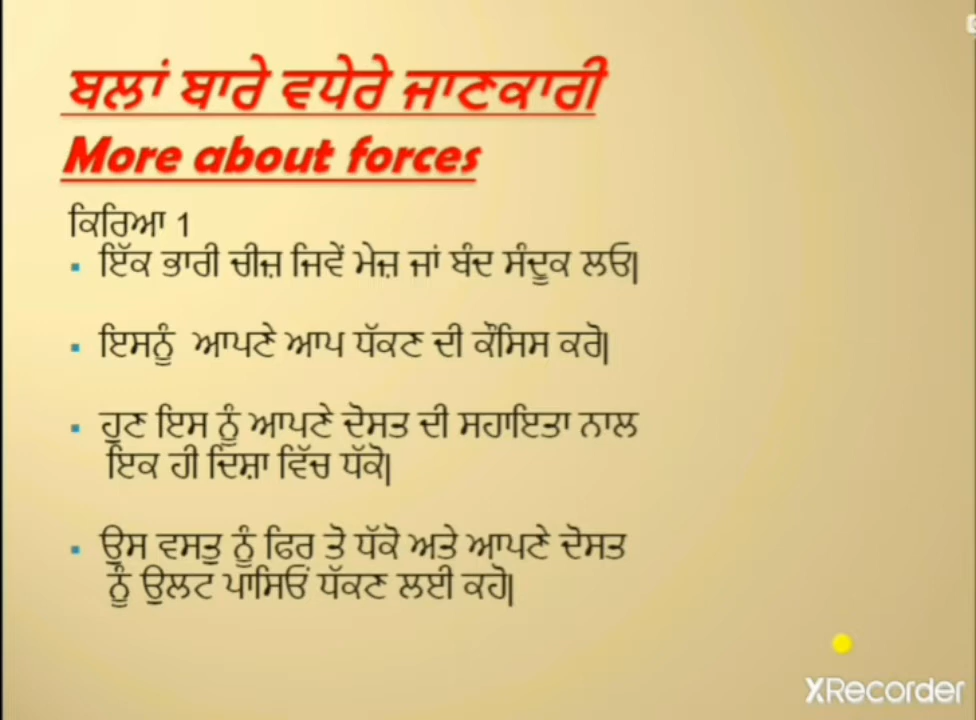 ਬਲਾਂ ਬਾਰੇ ਵਧੇਰੇ ਜਾਣਕਾਰੀ
More about forces
ਕਿਰਿਆ 1
▪ ਇੱਕ ਭਾਰੀ ਚੀਜ਼ ਜਿਵੇਂ ਮੇਜ਼ ਜਾਂ ਬੰਦ ਸੰਦੂਕ ਲਓ|
▪ ਇਸਨੂੰ ਆਪਣੇ ਆਪ ਧੱਕਣ ਦੀ ਕੌਸਿਸ ਕਰੋ|
▪ ਹੁਣ ਇਸ ਨੂੰ ਆਪਣੇ ਦੋਸਤ ਦੀ ਸਹਾਇਤਾ ਨਾਲ
ਇਕ ਹੀ ਦਿਸ਼ਾ ਵਿੱਚ ਧੱਕੋ|
▪ ਉਸ ਵਸਤੁ ਨੂੰ ਫਿਰ ਤੋ ਧੱਕੋ ਅਤੇ ਆਪਣੇ ਦੋਸਤ
ਨੂੰ ਉਲਟ ਪਾਸਿਓਂ ਧੱਕਣ ਲਈ ਕਹੋ|
XRecorder